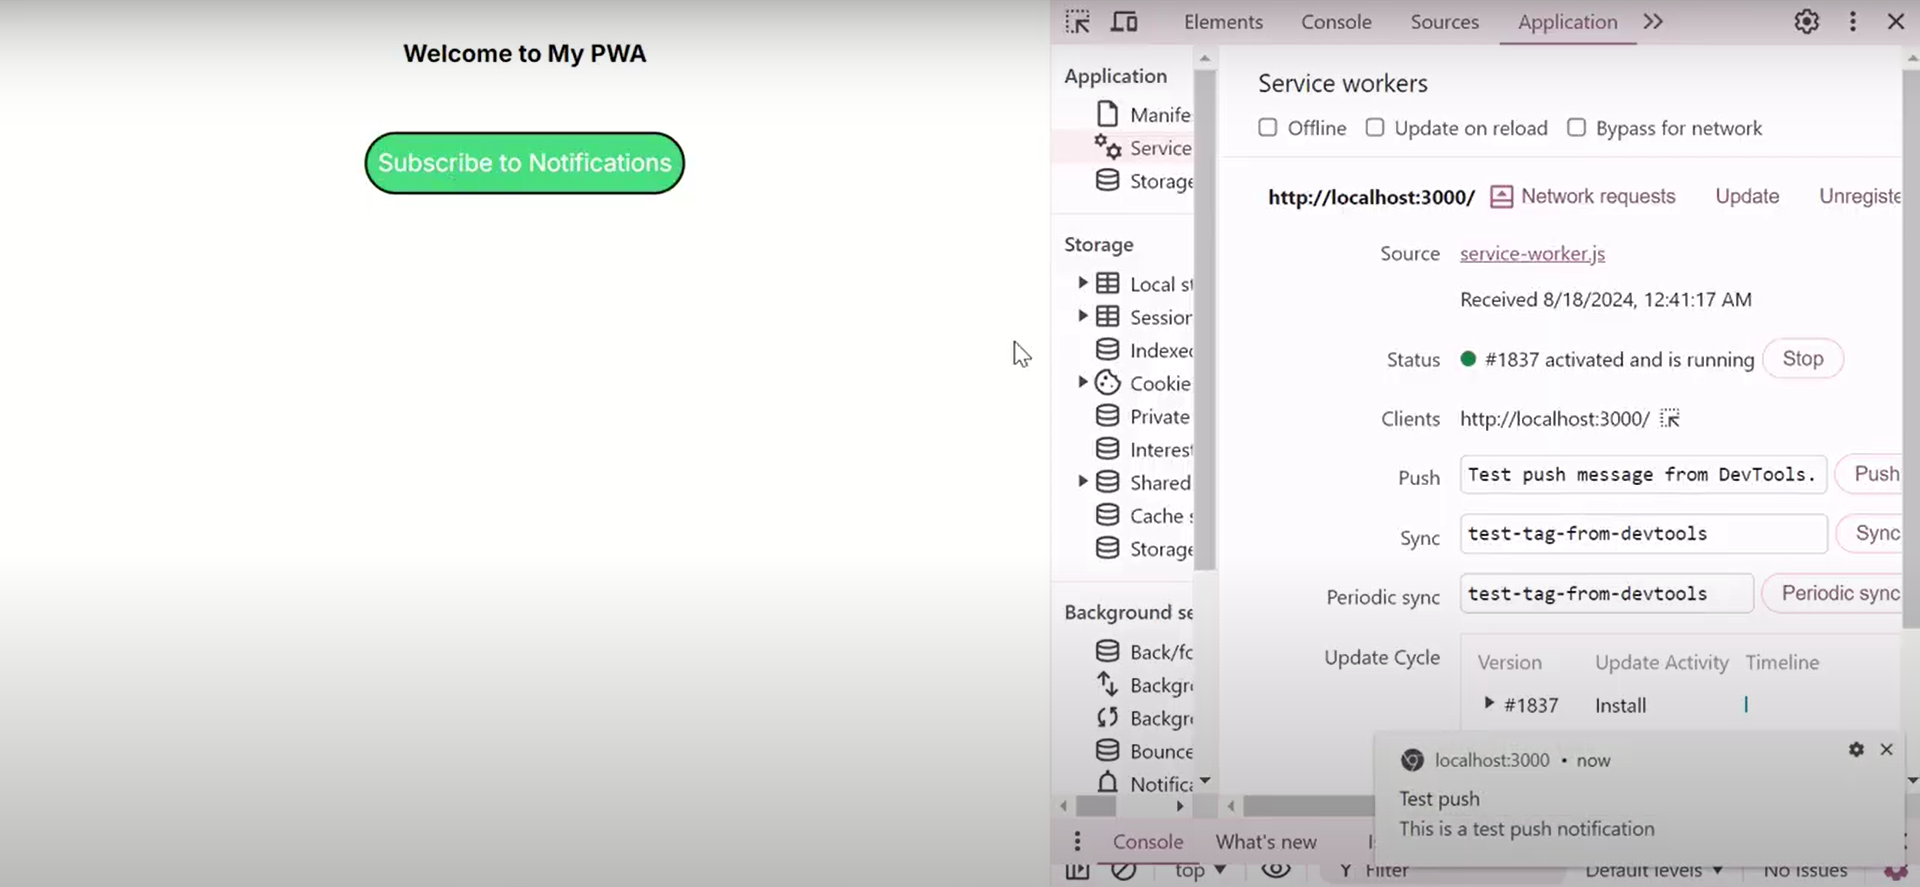 Welcome to My PWA
Subscribe to Notifications
Elements Console Sources Application
Application
Manife
Service
Storage
Storage
Local st
Session
Indexed
Cookie
Private
Interest
Shared
Cache s
Storage
Background se
Back/fo
Backgr
Backgr
Bounce
Notifica
Service workers
Offline Update on reload Bypass for network
http://localhost:3000/ Network requests Update Unregiste
Source service-worker.js
Received 8/18/2024, 12:41:17 AM
Status #1837 activated and is running Stop
Clients http://localhost:3000/
Push Test push message from DevTools. Push
Sync test-tag-from-devtools Sync
Periodic sync test-tag-from-devtools Periodic sync
Update Cycle Version Update Activity Timeline
#1837 Install
localhost:3000 • now
Test push
This is a test push notification
Console What's new
top Filter Default levels No Issues